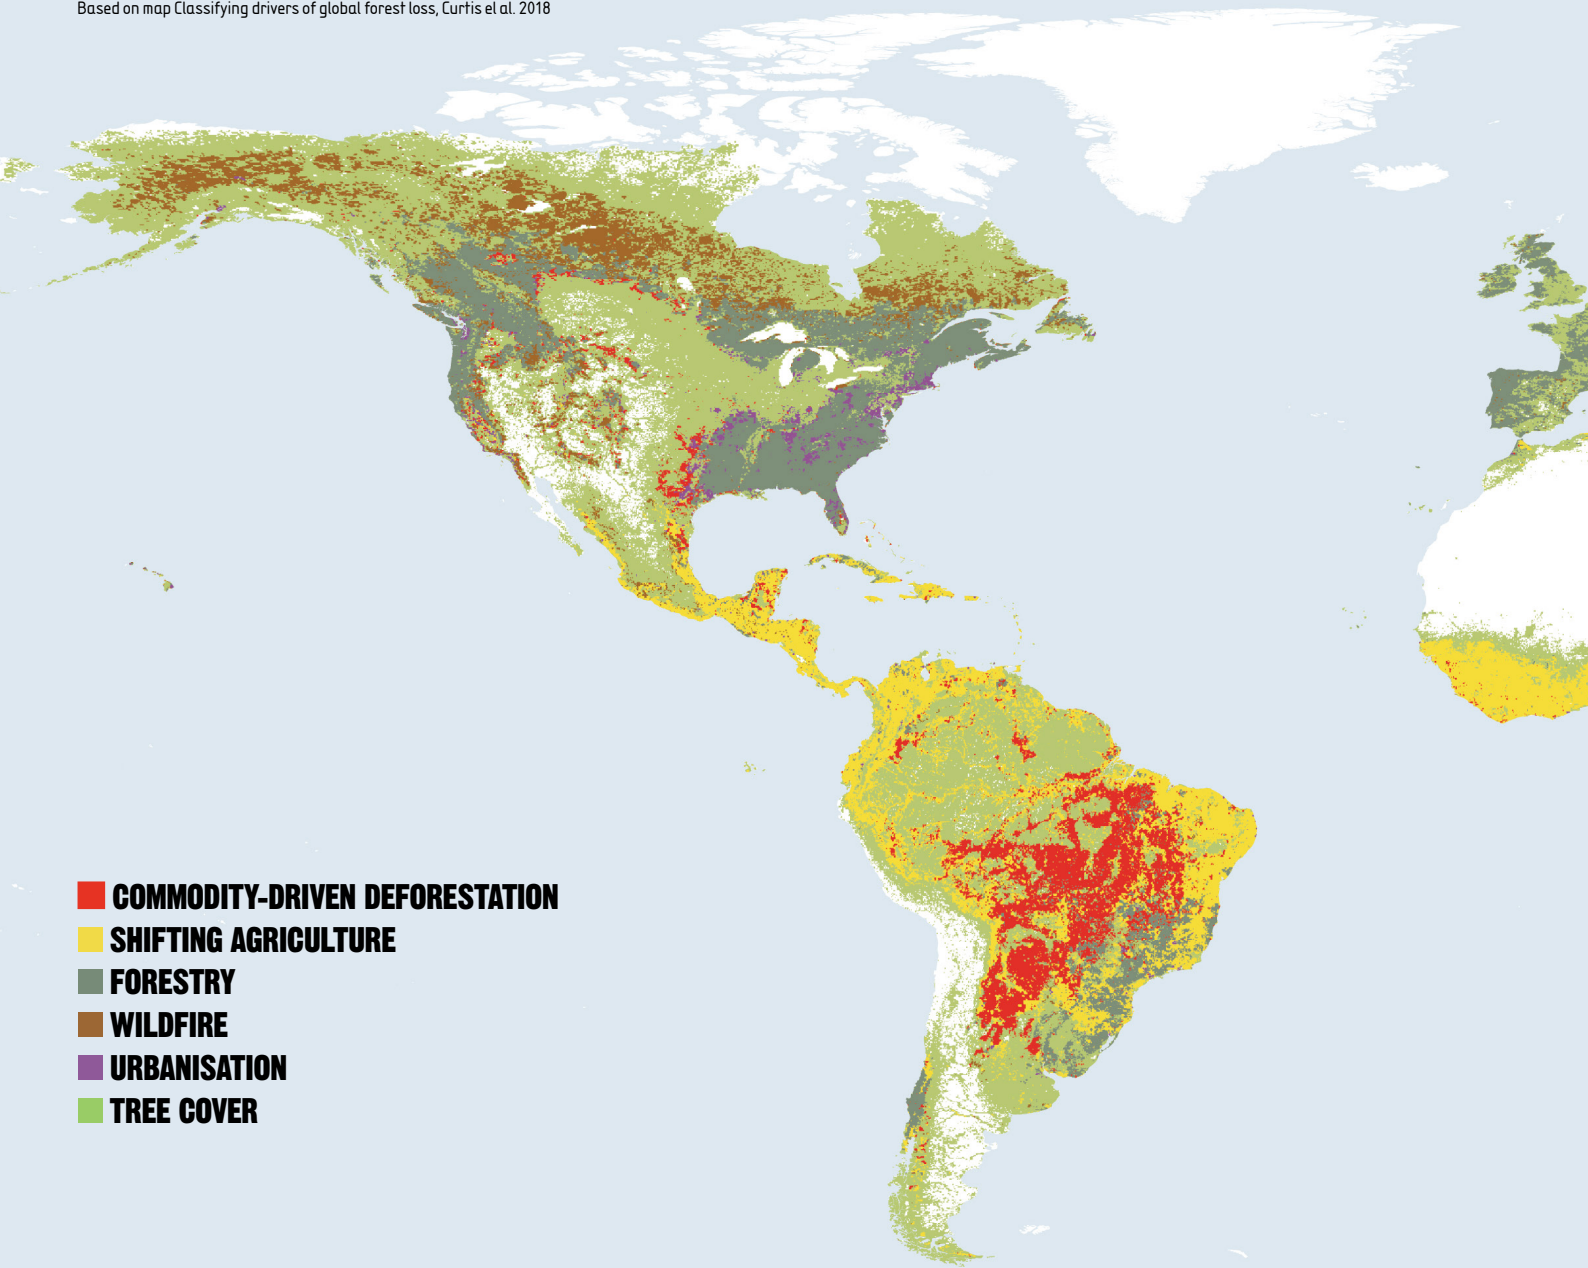 Based on map Classifying drivers of global forest loss, Curtis el al. 2018
COMMODITY-DRIVEN DEFORESTATION
SHIFTING AGRICULTURE
FORESTRY
WILDFIRE
URBANISATION
TREE COVER